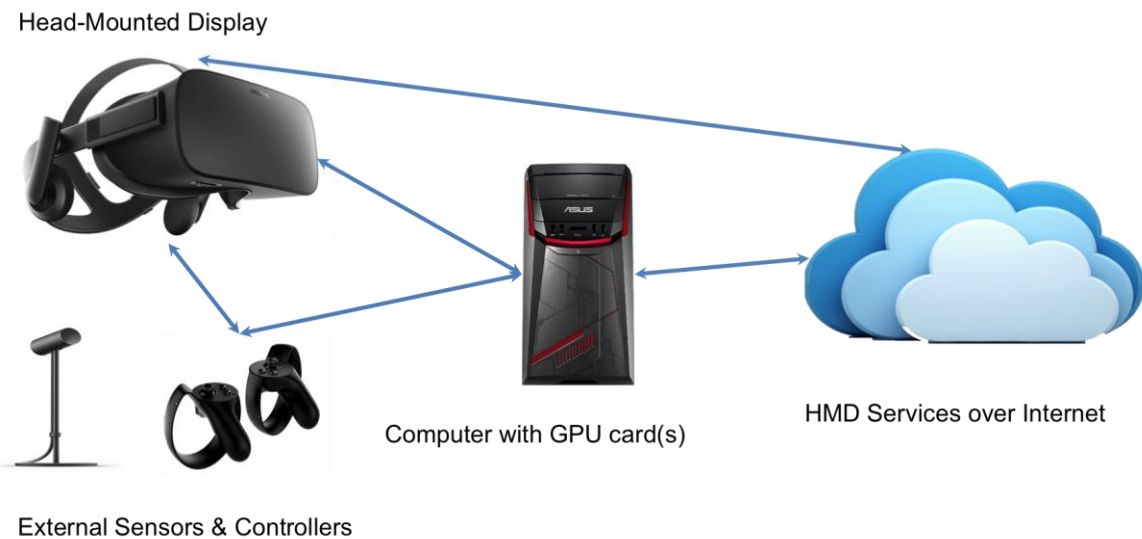 Head-Mounted Display
ASUS
Computer with GPU card(s)
HMD Services over Internet
External Sensors & Controllers